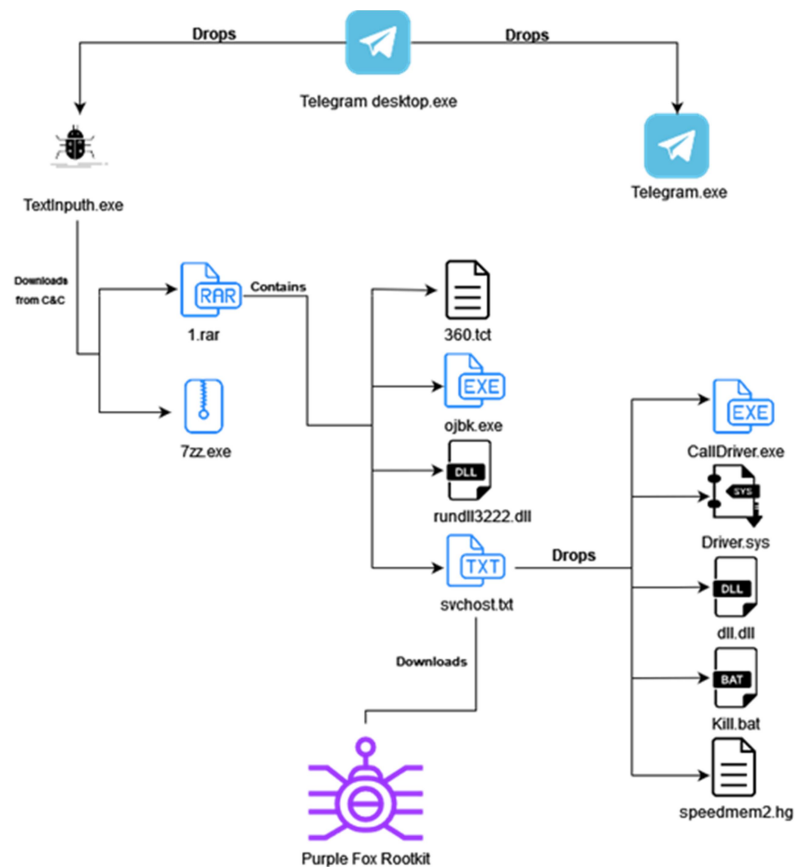 Drops
Drops
Telegram desktop.exe
Telegram.exe
TextInputh.exe
Downloads
from C&C
RAR
Contains
1.rar
7zz.exe
360.tct
EXE
ojbk.exe
DLL
rundll3222.dll
TXT
svchost.txt
Drops
EXE
CallDriver.exe
SYS
Driver.sys
DLL
dll.dll
BAT
Kill.bat
speedmem2.hg
Downloads
Purple Fox Rootkit